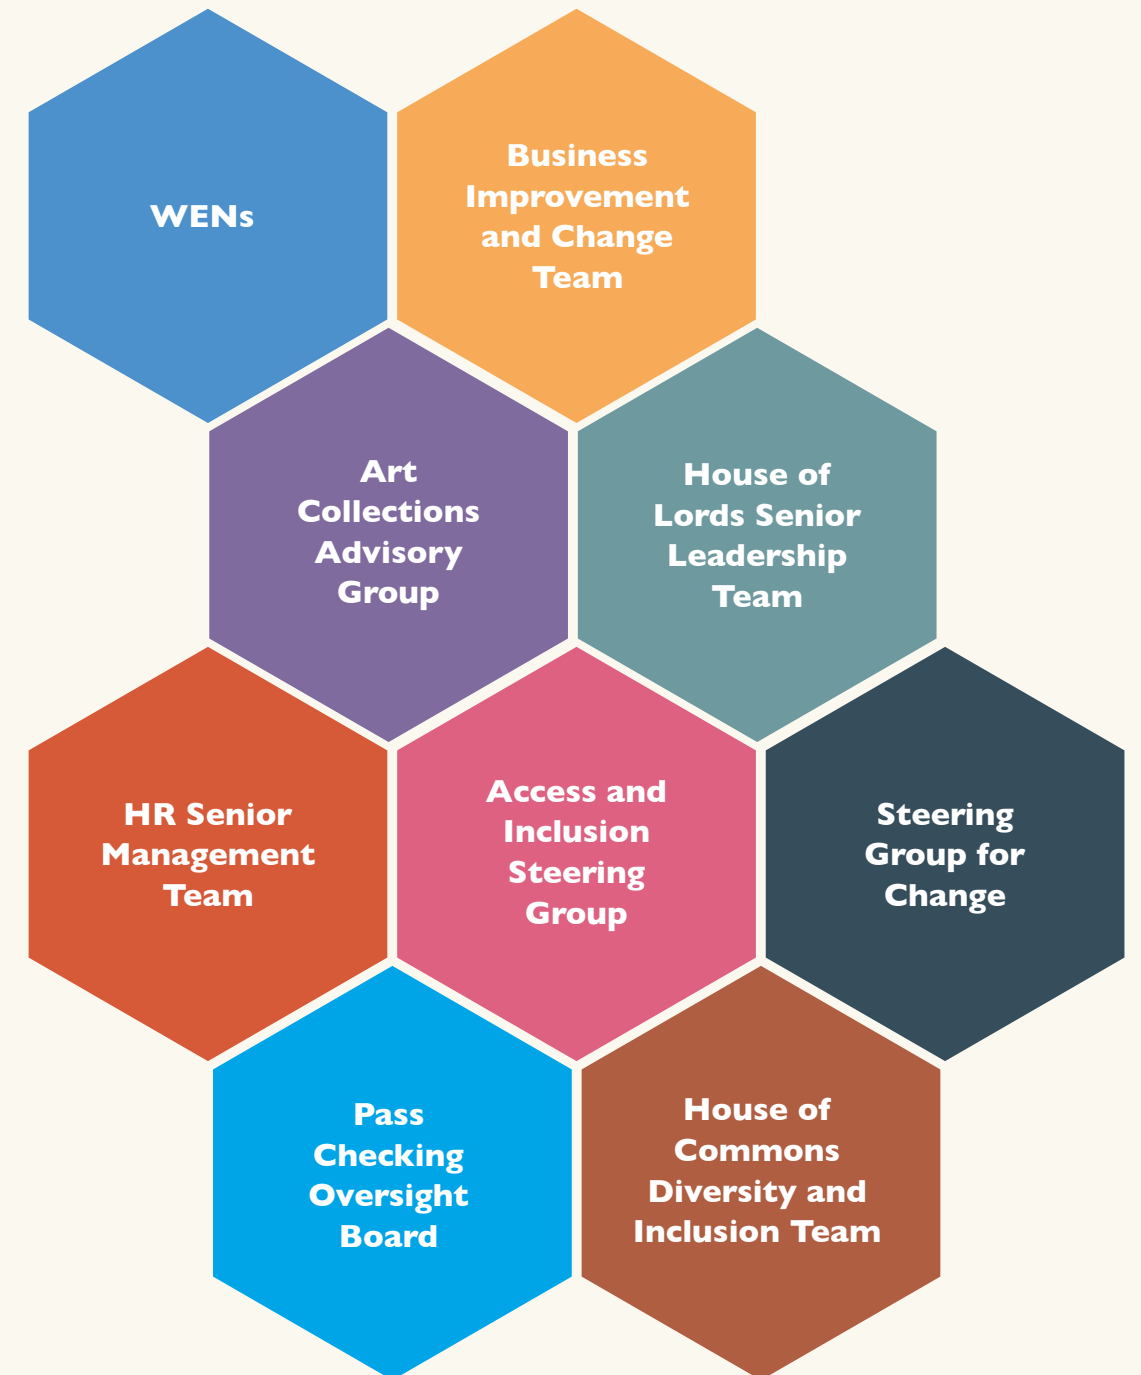 WENs
Business
Improvement
and Change
Team
Art
Collections
Advisory
Group
House of
Lords Senior
Leadership
Team
HR Senior
Management
Team
Access and
Inclusion
Steering
Group
Steering
Group for
Change
Pass
Checking
Oversight
Board
House of
Commons
Diversity and
Inclusion Team